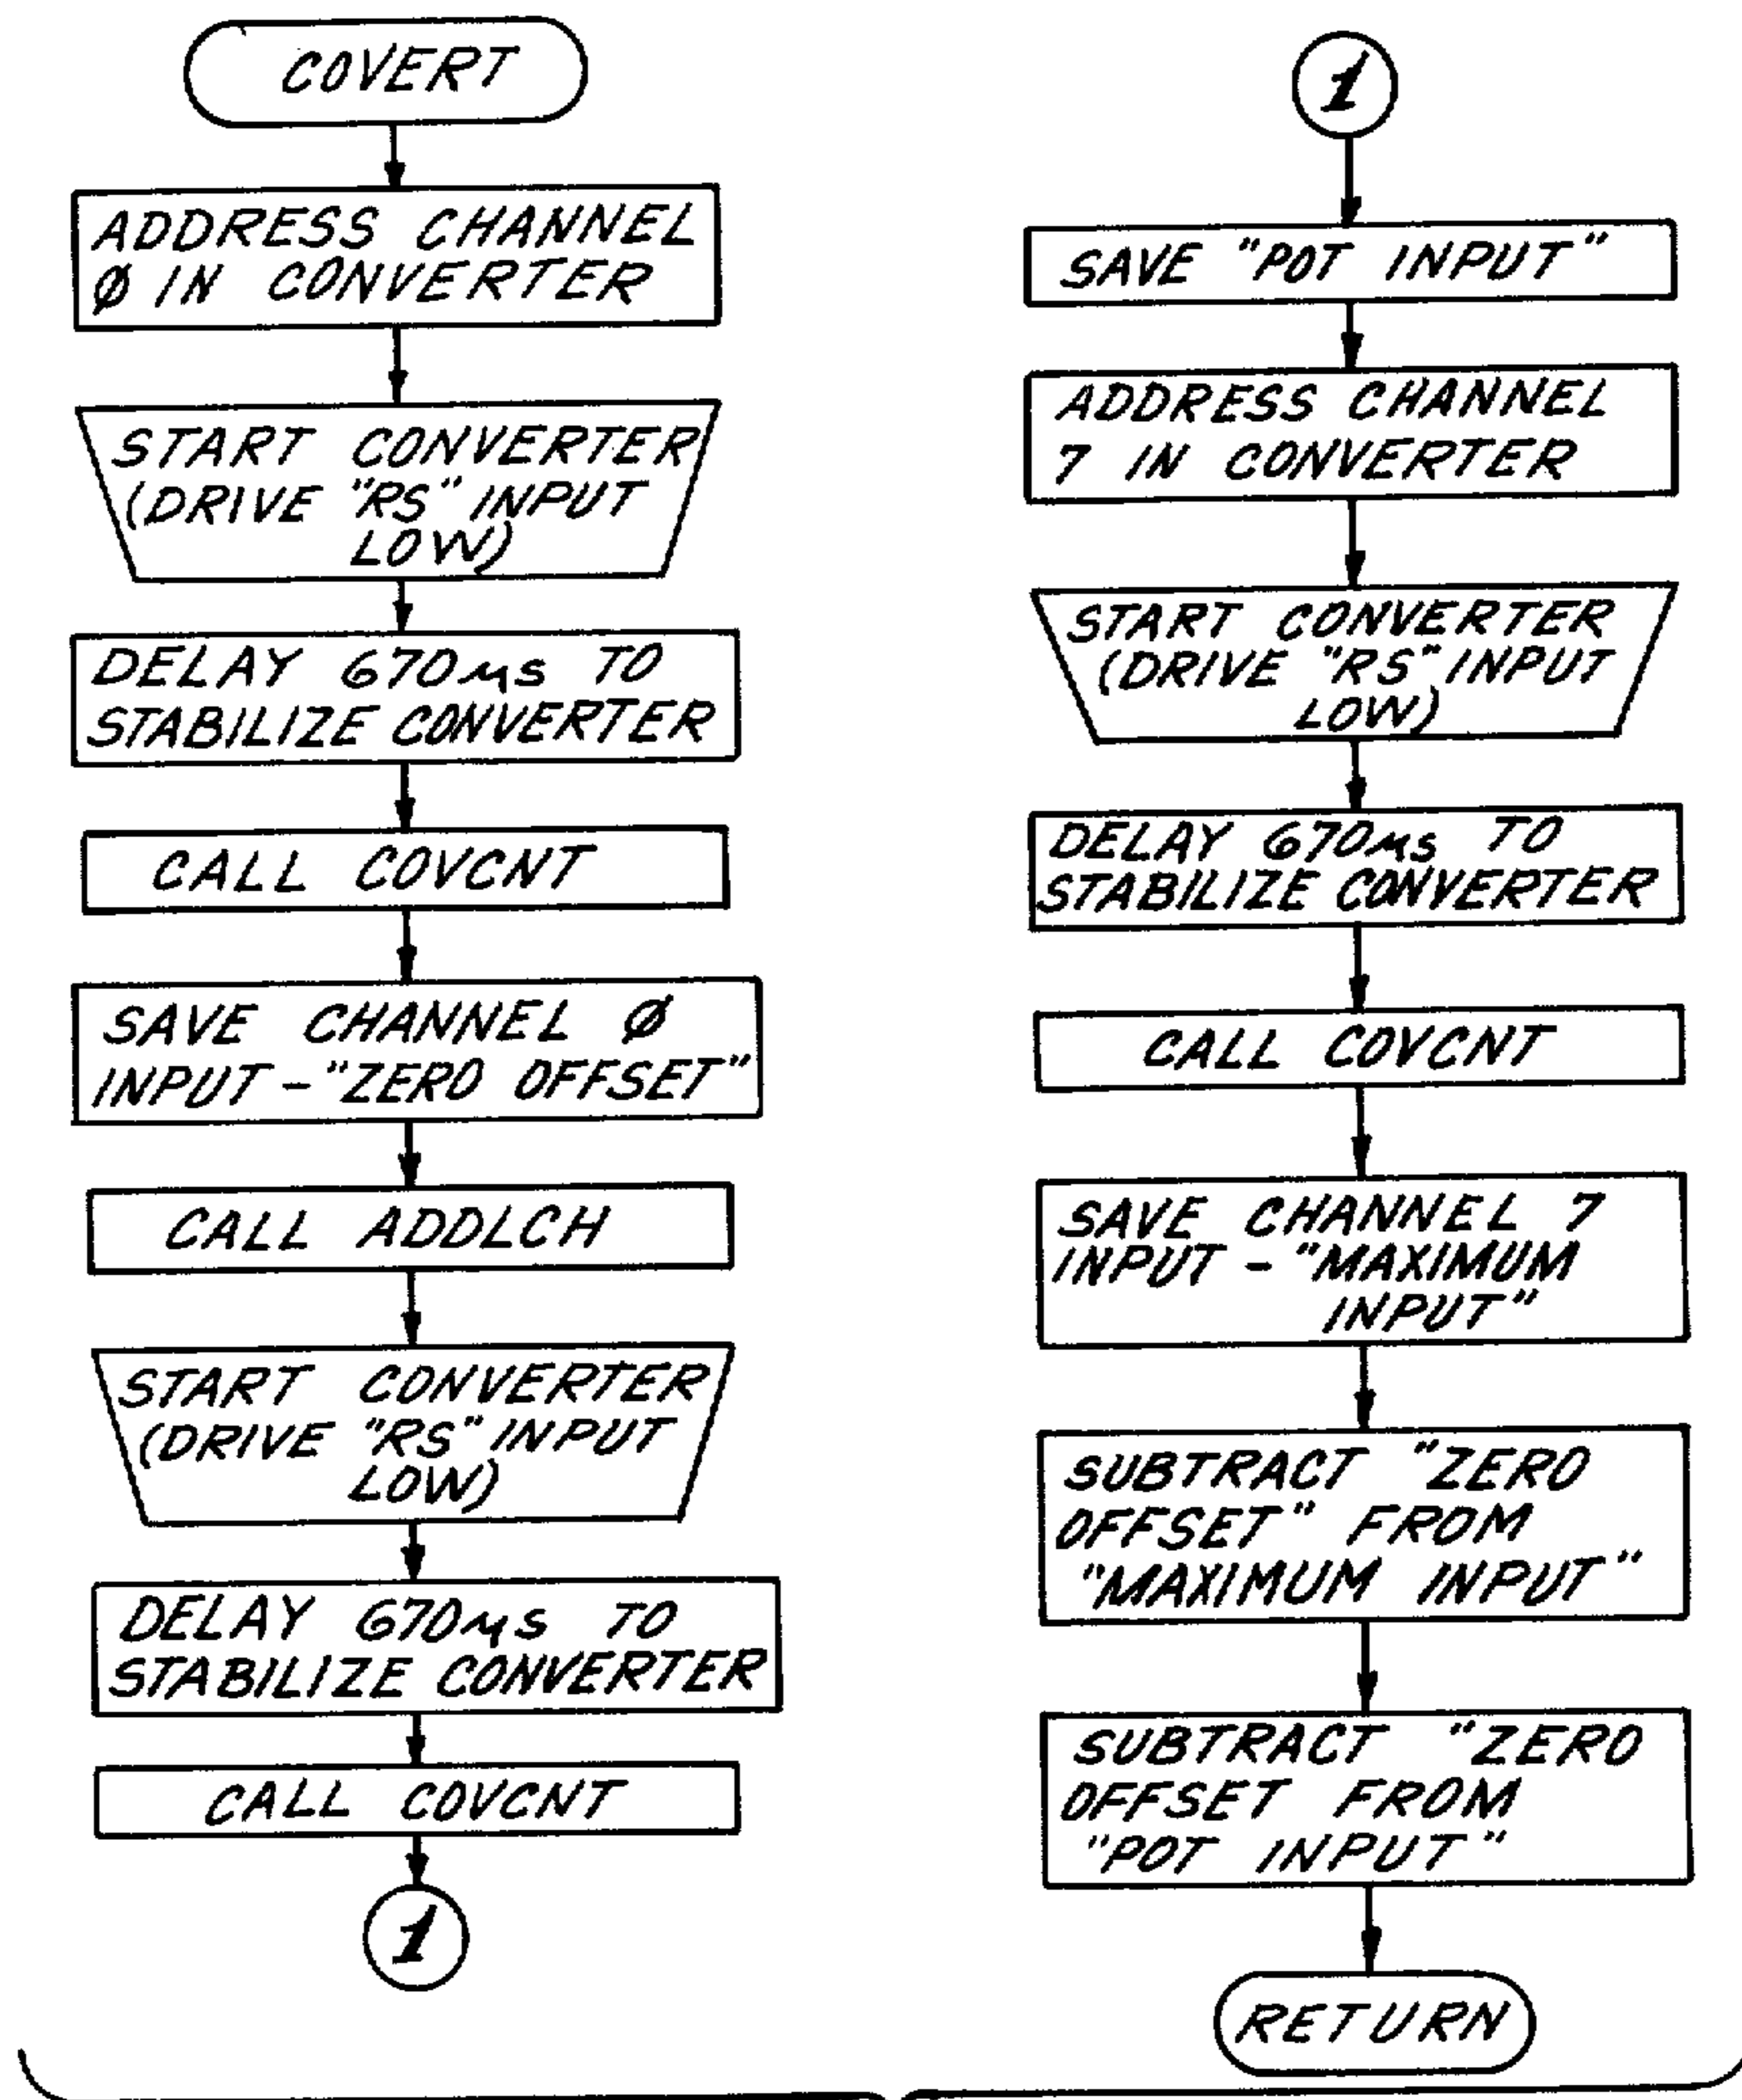 COVERT
ADDRESS CHANNEL
Ø IN CONVERTER
START CONVERTER
(DRIVE "RS" INPUT
LOW)
DELAY 670μs TO
STABILIZE CONVERTER
CALL COVCNT
SAVE CHANNEL Ø
INPUT - "ZERO OFFSET"
CALL ADDLCH
START CONVERTER
(DRIVE "RS" INPUT
LOW)
DELAY 670μs TO
STABILIZE CONVERTER
CALL COVCNT
1
1
SAVE "POT INPUT"
ADDRESS CHANNEL
7 IN CONVERTER
START CONVERTER
(DRIVE "RS" INPUT
LOW)
DELAY 670μs TO
STABILIZE CONVERTER
CALL COVCNT
SAVE CHANNEL 7
INPUT - "MAXIMUM
INPUT"
SUBTRACT "ZERO
OFFSET" FROM
"MAXIMUM INPUT"
SUBTRACT "ZERO
OFFSET FROM
"POT INPUT"
RETURN